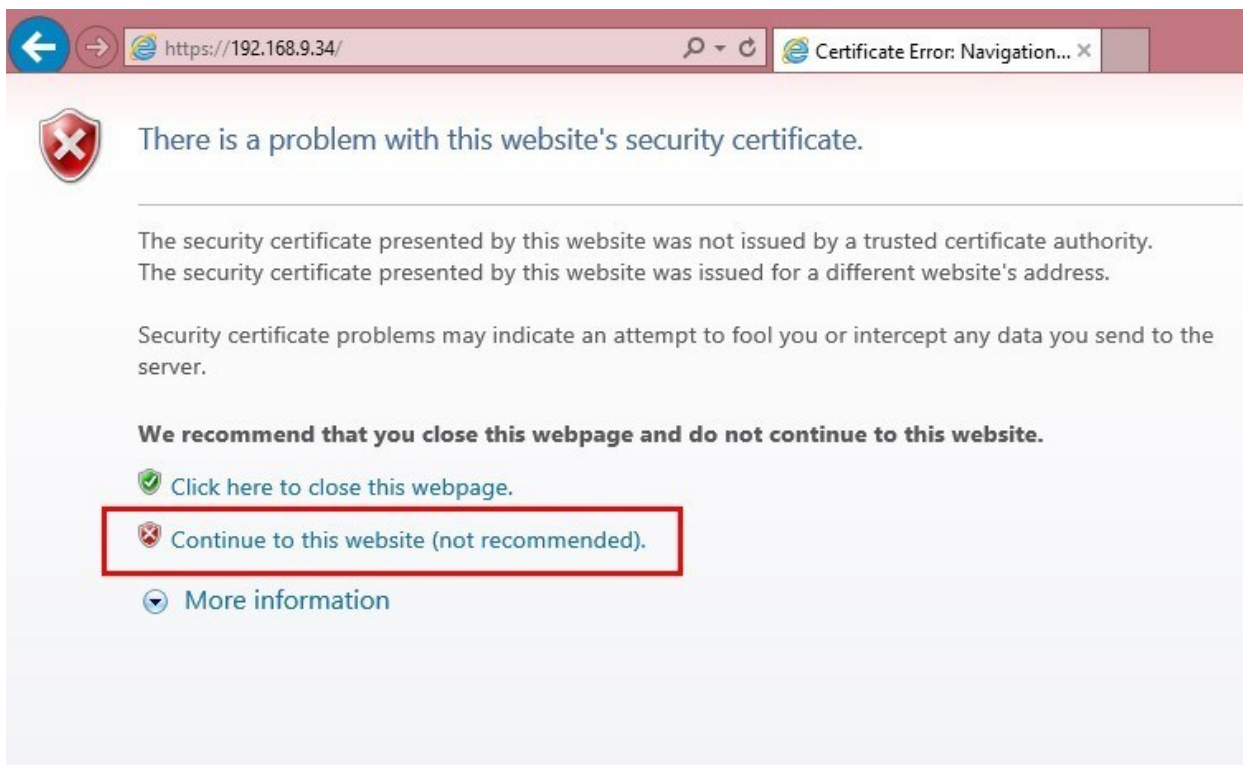 https://192.168.9.34/
Certificate Error: Navigation...
There is a problem with this website's security certificate.
The security certificate presented by this website was not issued by a trusted certificate authority.
The security certificate presented by this website was issued for a different website's address.
Security certificate problems may indicate an attempt to fool you or intercept any data you send to the
server.
We recommend that you close this webpage and do not continue to this website.
Click here to close this webpage.
Continue to this website (not recommended).
More information